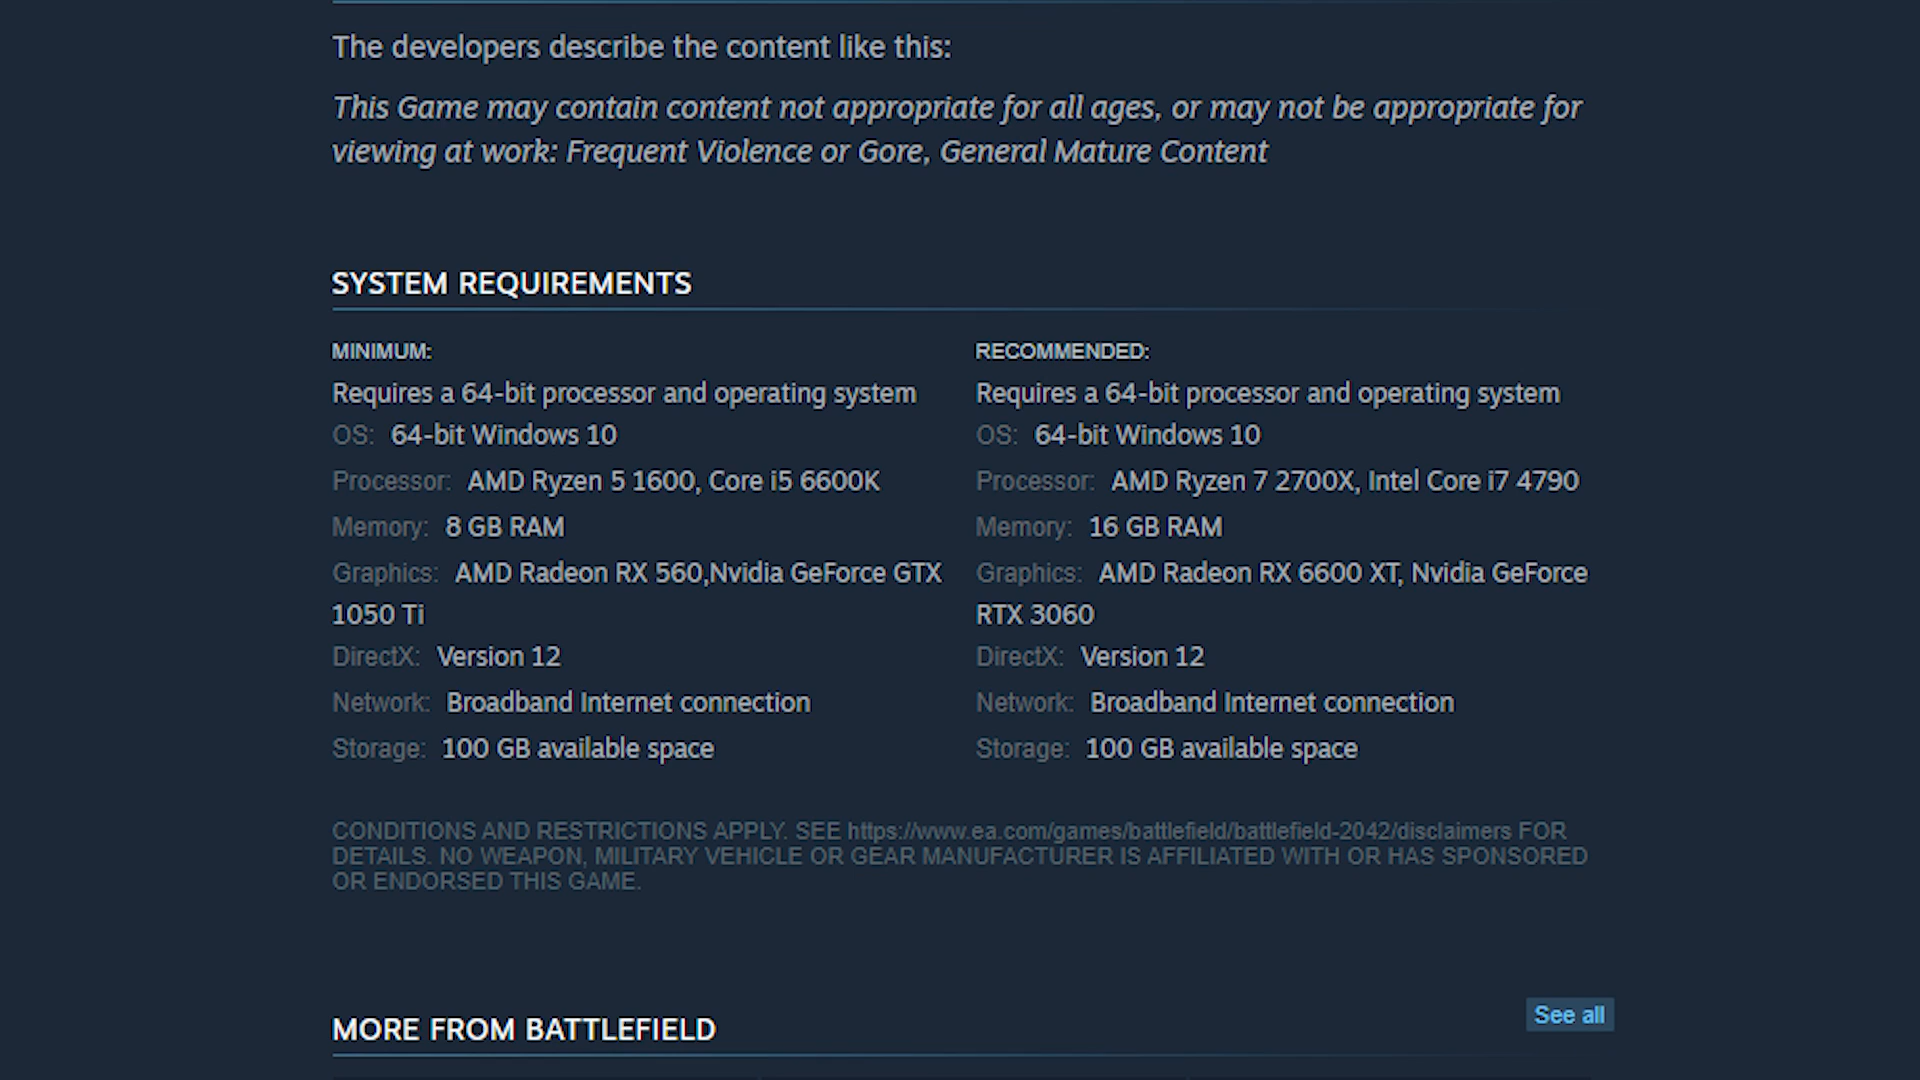 The developers describe the content like this:
This Game may contain content not appropriate for all ages, or may not be appropriate for
viewing at work: Frequent Violence or Gore, General Mature Content
SYSTEM REQUIREMENTS
MINIMUM:
Requires a 64-bit processor and operating system
OS: 64-bit Windows 10
Processor: AMD Ryzen 5 1600, Core i5 6600K
Memory: 8 GB RAM
Graphics: AMD Radeon RX 560,Nvidia GeForce GTX
1050 Ti
DirectX: Version 12
Network: Broadband Internet connection
Storage: 100 GB available space
RECOMMENDED:
Requires a 64-bit processor and operating system
OS: 64-bit Windows 10
Processor: AMD Ryzen 7 2700X, Intel Core i7 4790
Memory: 16 GB RAM
Graphics: AMD Radeon RX 6600 XT, Nvidia GeForce
RTX 3060
DirectX: Version 12
Network: Broadband Internet connection
Storage: 100 GB available space
CONDITIONS AND RESTRICTIONS APPLY. SEE https://www.ea.com/games/battlefield/battlefield-2042/disclaimers FOR
DETAILS. NO WEAPON, MILITARY VEHICLE OR GEAR MANUFACTURER IS AFFILIATED WITH OR HAS SPONSORED
OR ENDORSED THIS GAME.
MORE FROM BATTLEFIELD
See all